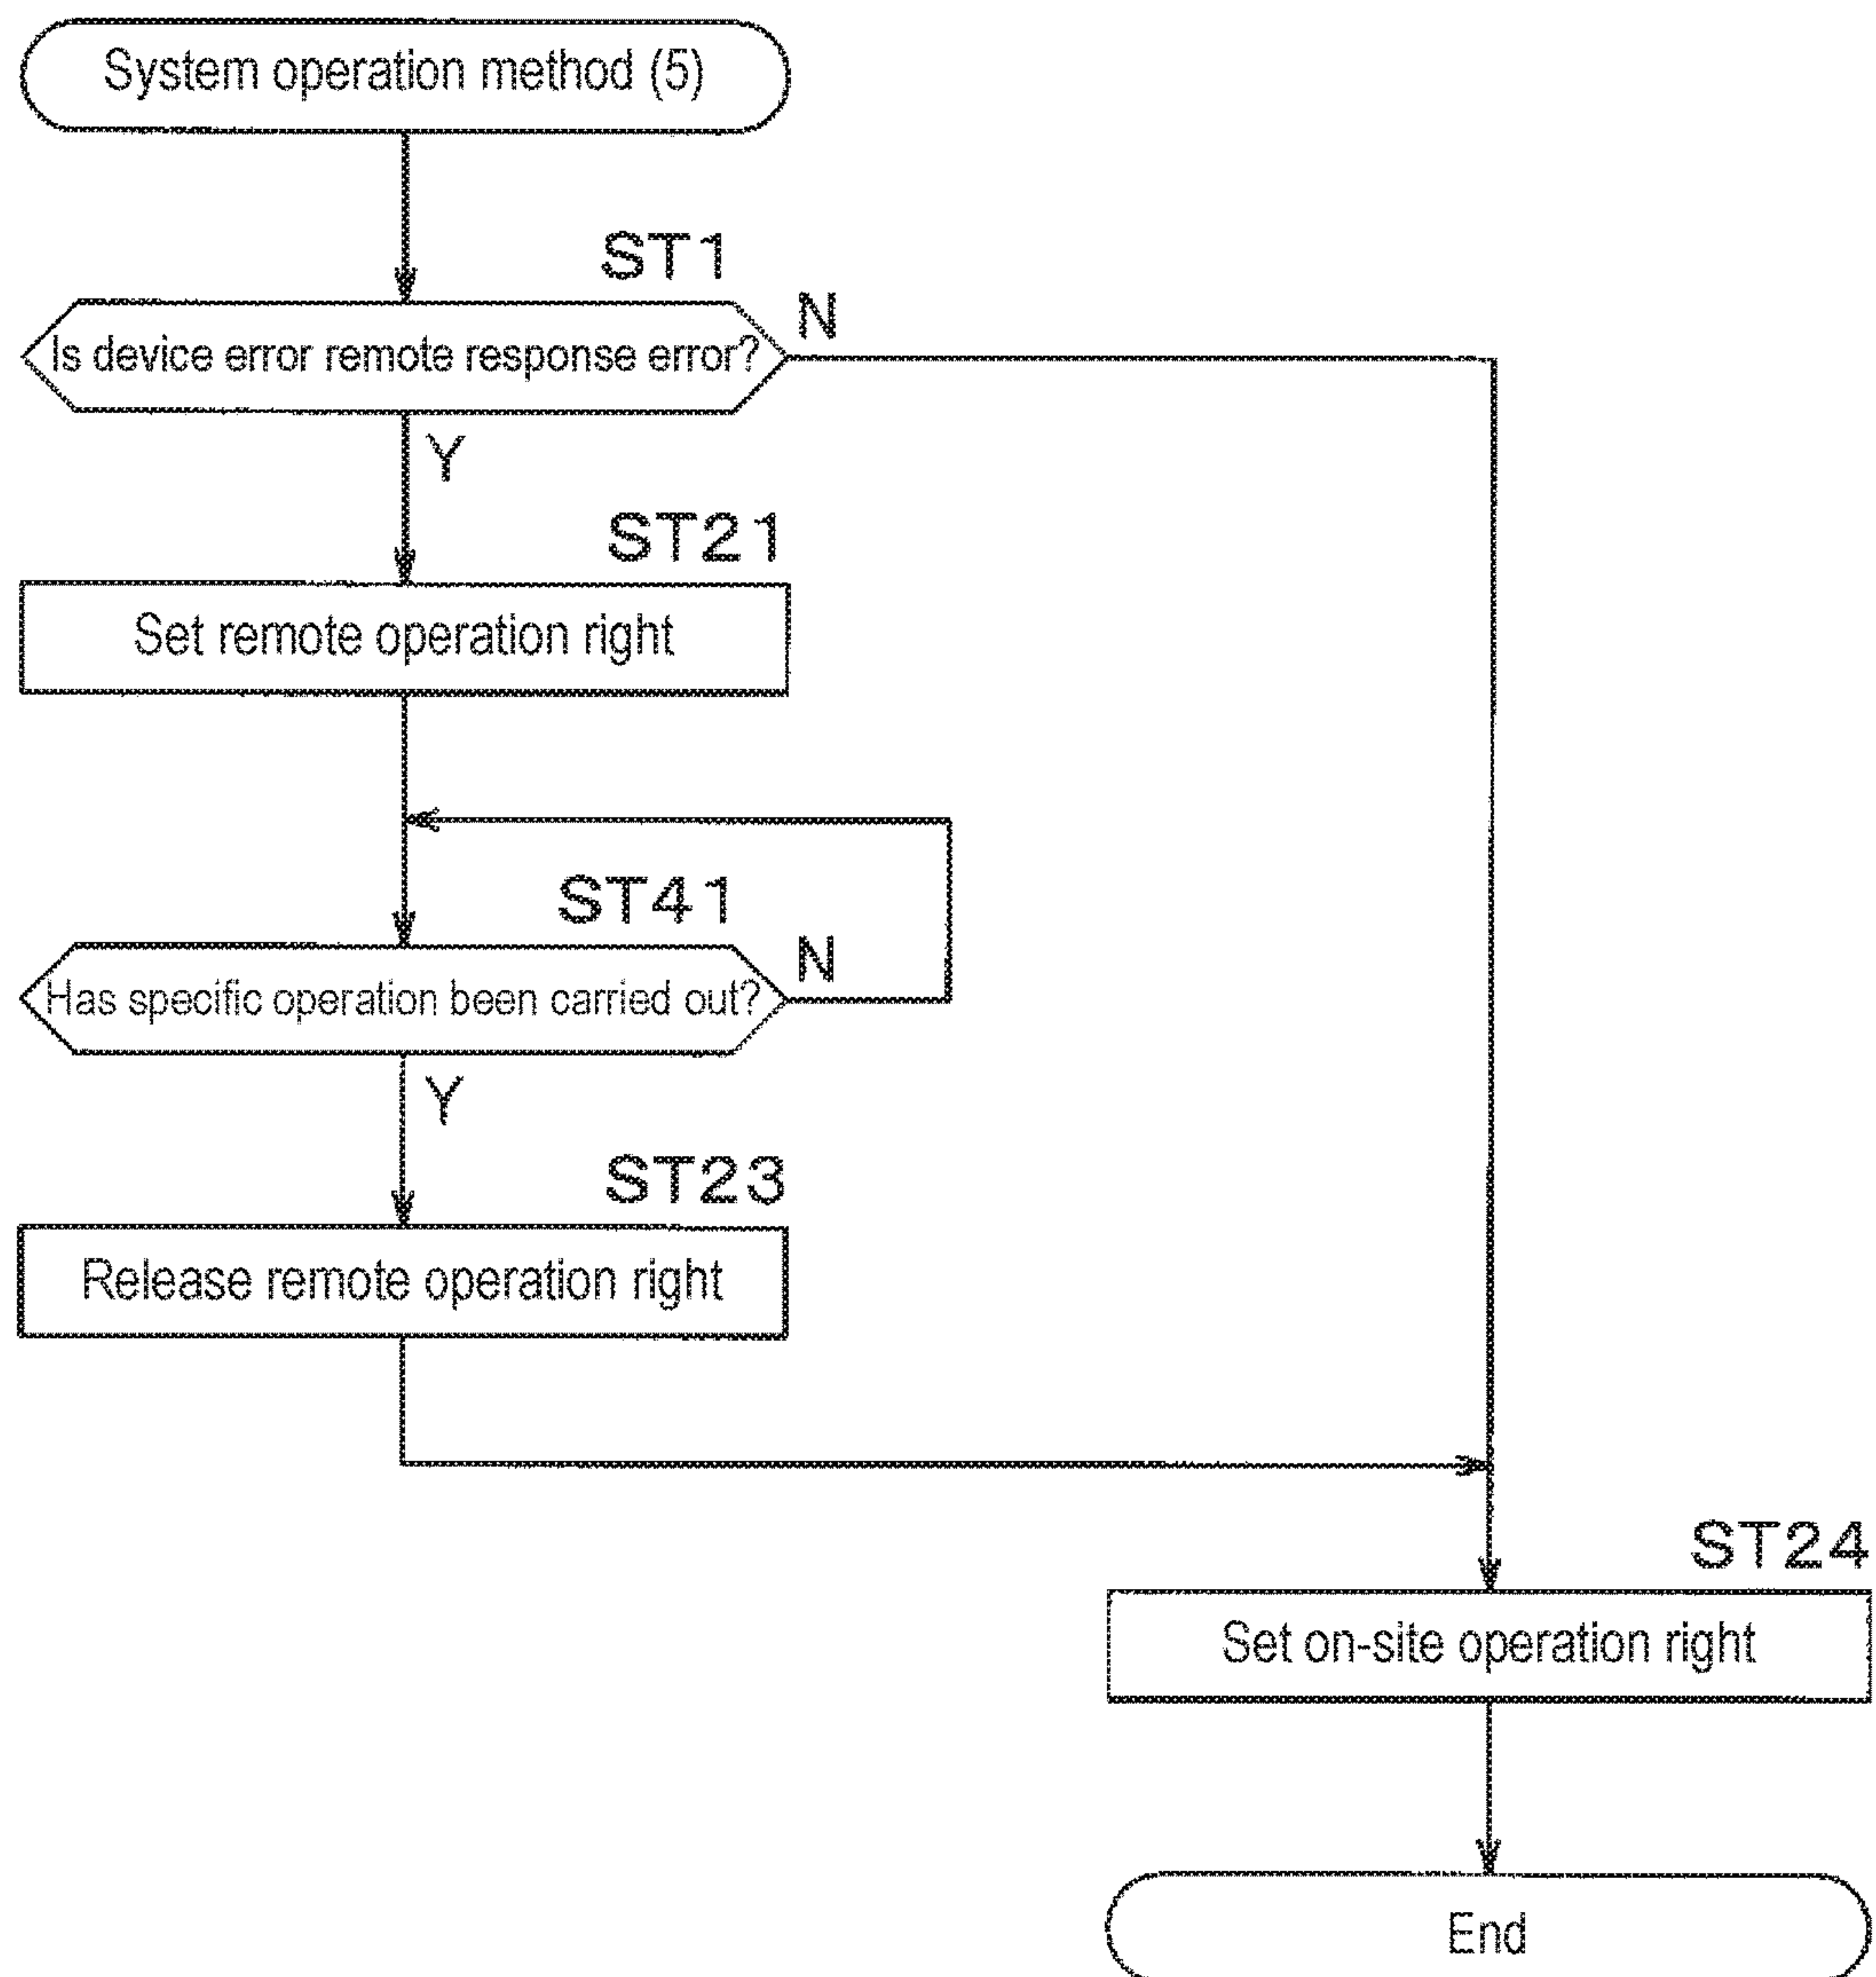 System operation method (5)
ST1
Is device error remote response error?
N
Y
ST21
Set remote operation right
ST41
Has specific operation been carried out?
N
Y
ST23
Release remote operation right
ST24
Set on-site operation right
End